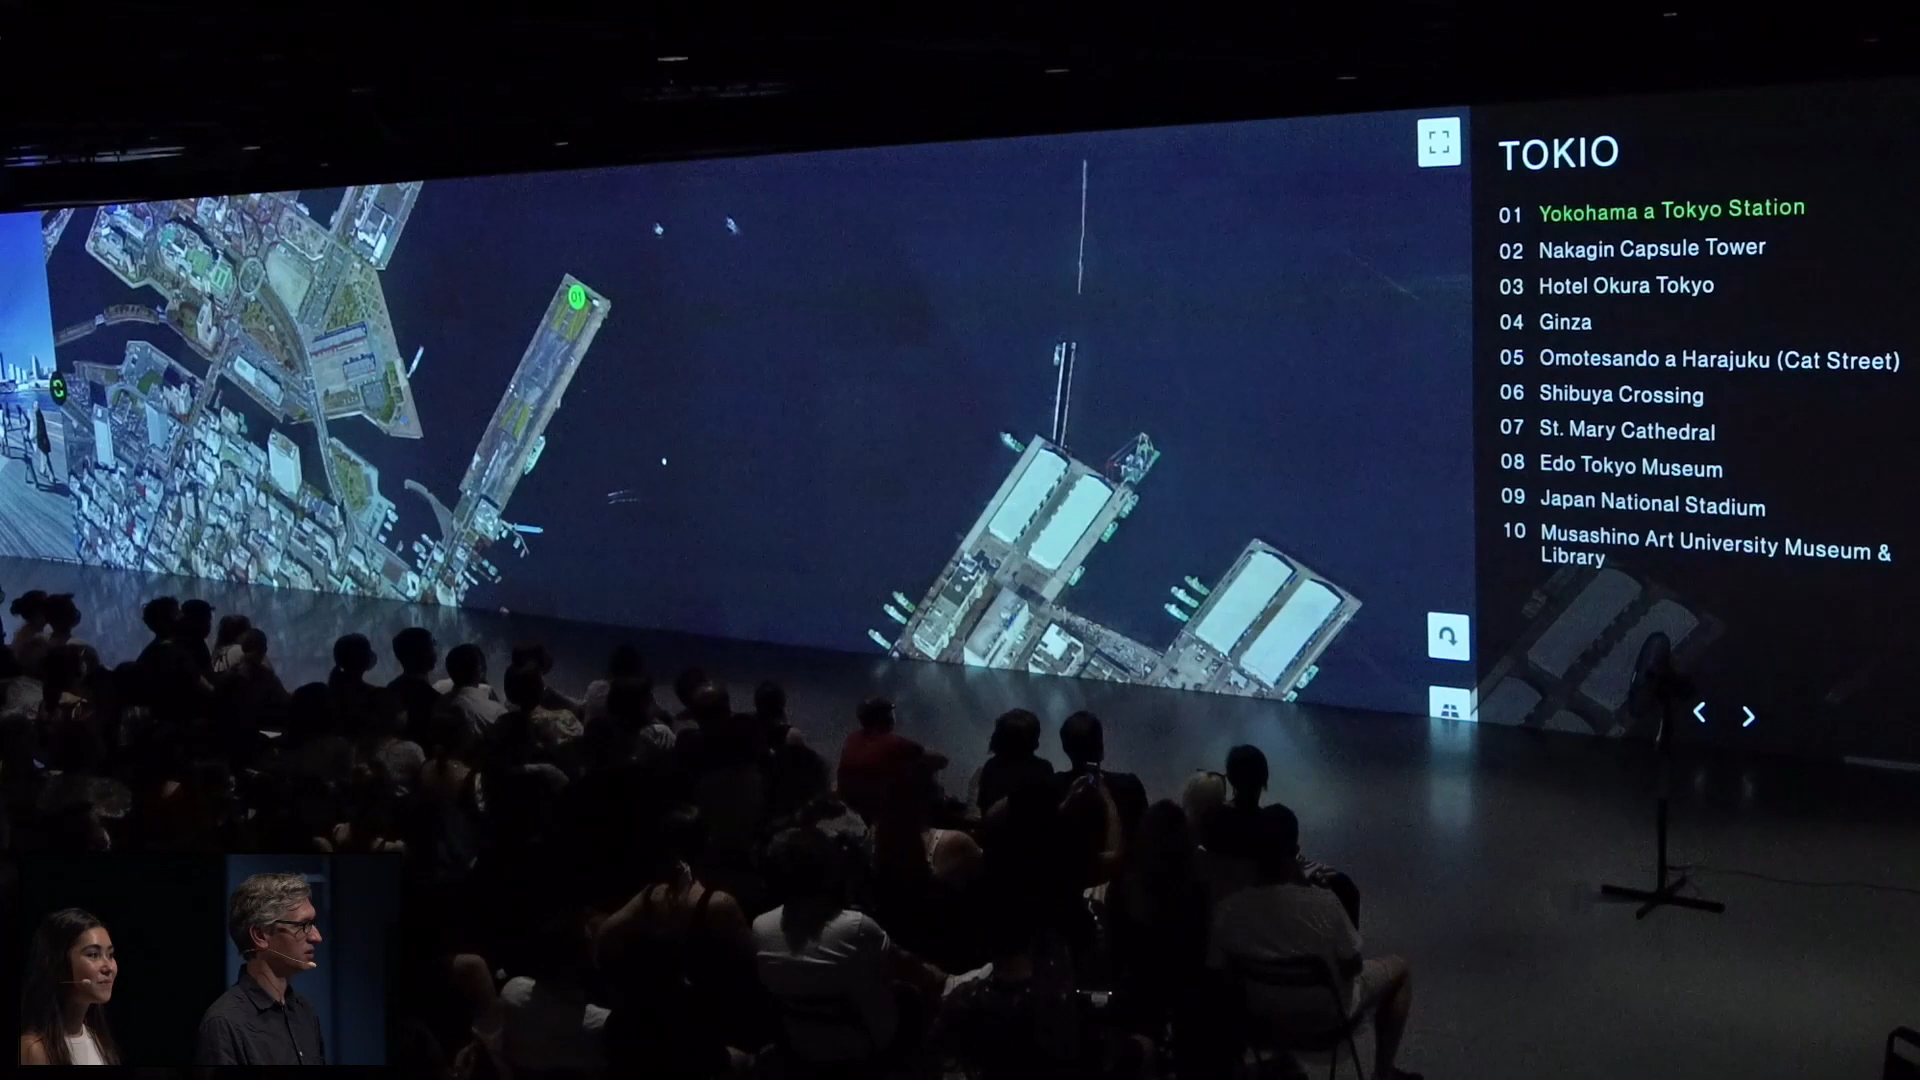 TOKIO
01 Yokohama a Tokyo Station
02 Nakagin Capsule Tower
03 Hotel Okura Tokyo
04 Ginza
05 Omotesando a Harajuku (Cat Street)
06 Shibuya Crossing
07 St. Mary Cathedral
08 Edo Tokyo Museum
09 Japan National Stadium
10 Musashino Art University Museum &
Library
01